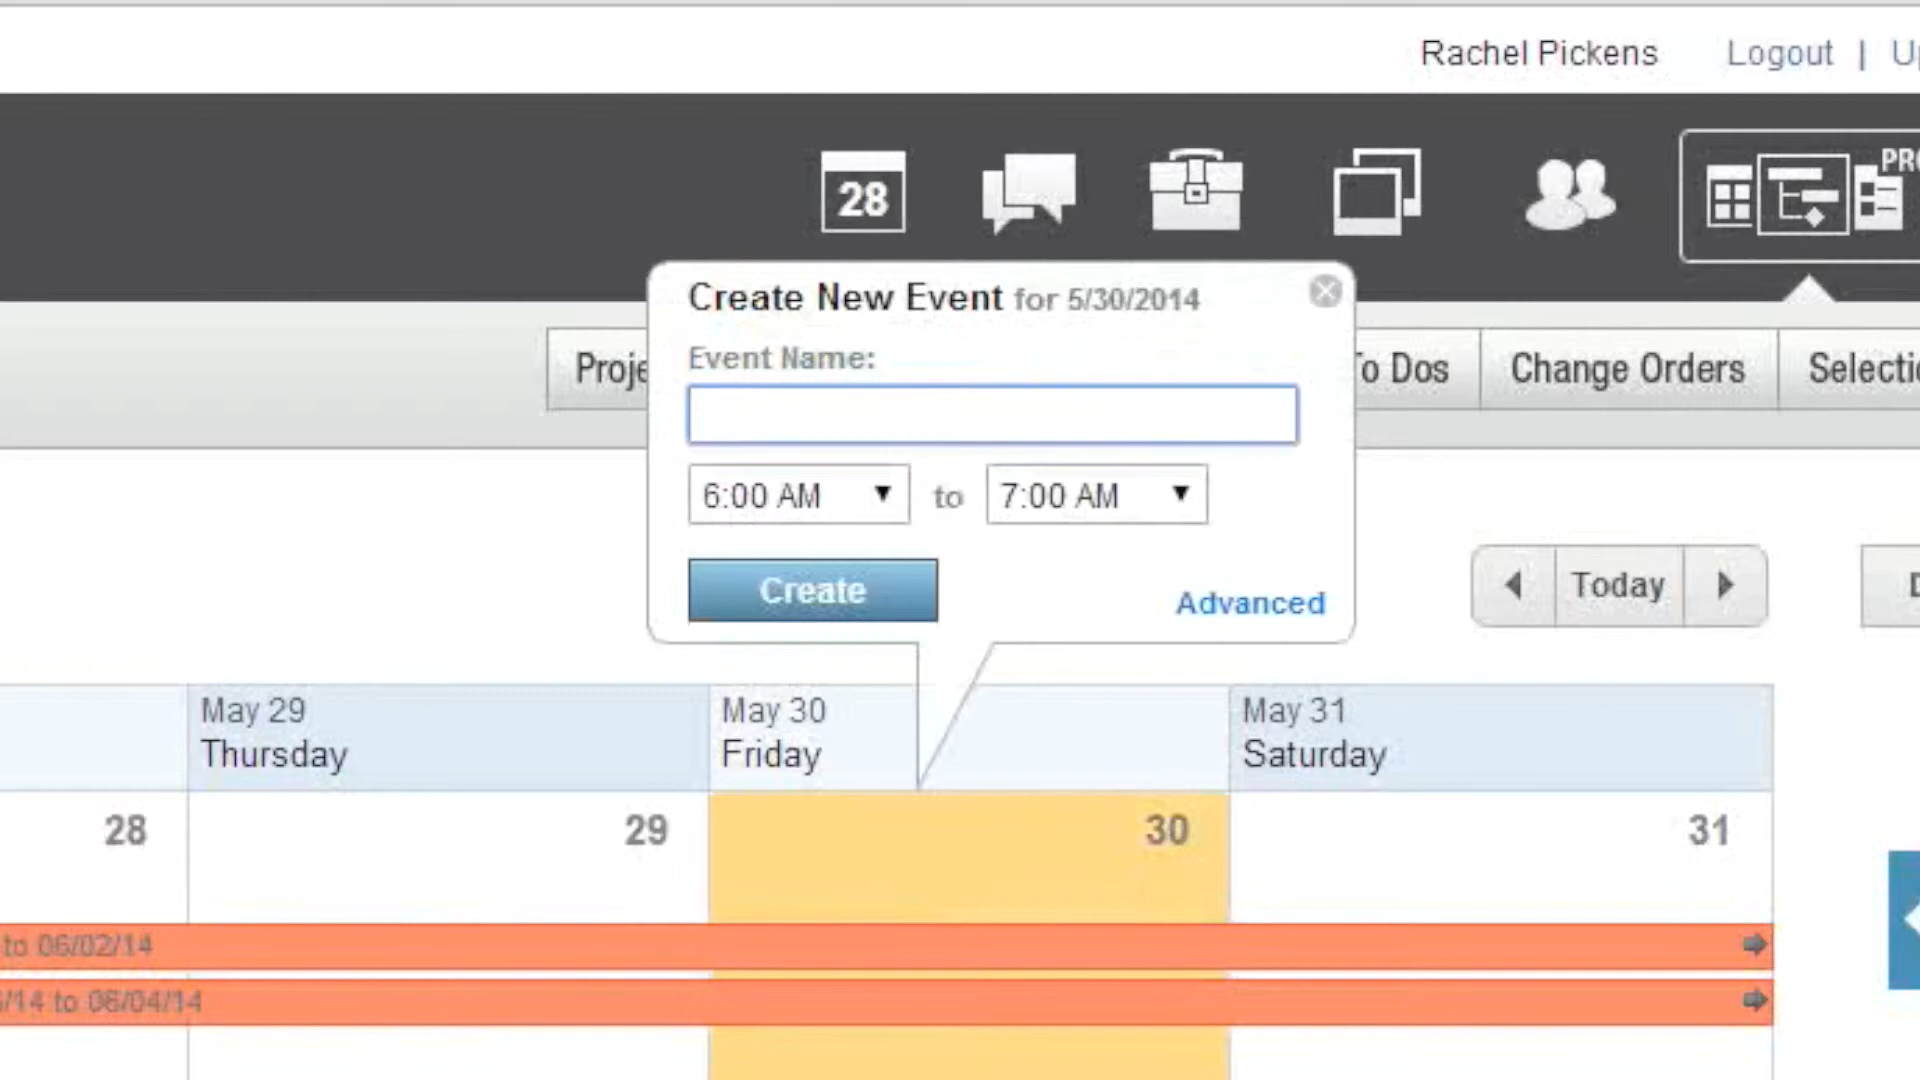 Rachel Pickens Logout |
28
Create New Event for 5/30/2014
Event Name:
To Dos Change Orders
6:00 AM to 7:00 AM
Create Advanced
Today
May 29 May 30 May 31
Thursday Friday Saturday
28 29 30 31
to 06/02/14
/14 to 06/04/14